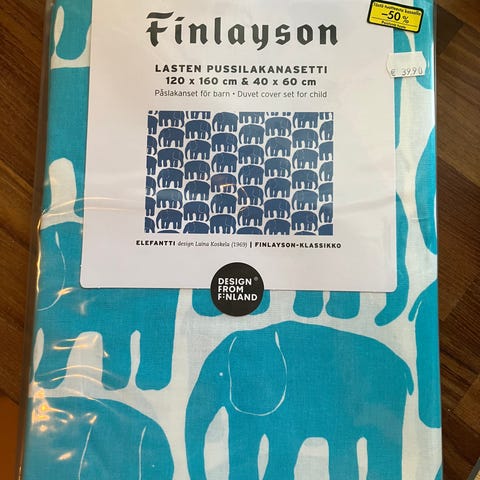 Finlayson
LASTEN PUSSILAKANASETTI
120 x 160 cm & 40 x 60 cm
Påslakanset för barn • Duvet cover set for child
ELEFANTTI design Laina Koskela (1969) | FINLAYSON-KLASSIKKO
DESIGN®
FROM
FINLAND
-50 %
€ 39.90